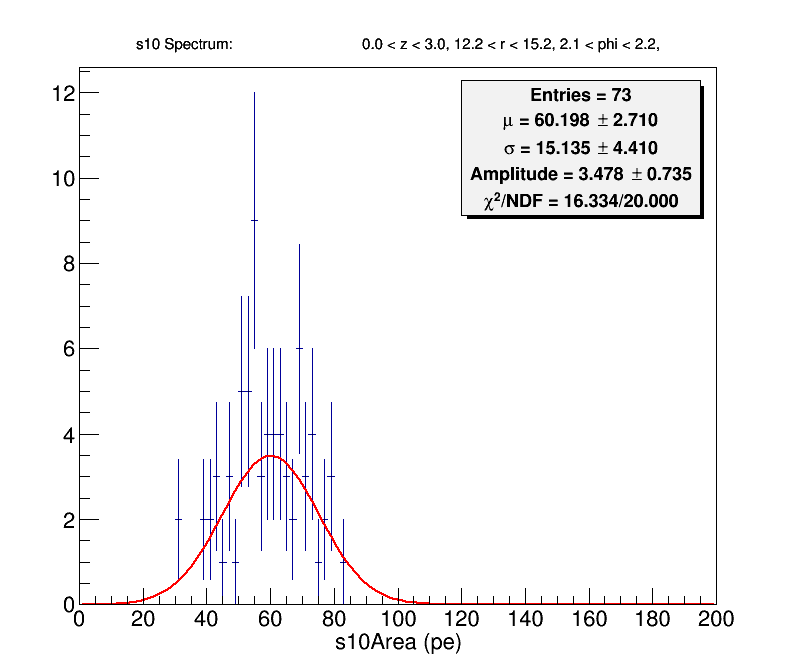 s10 Spectrum: 0.0 < z < 3.0, 12.2 < r < 15.2, 2.1 < phi < 2.2,
Entries = 73
μ = 60.198 ± 2.710
σ = 15.135 ± 4.410
Amplitude = 3.478 ± 0.735
χ²/NDF = 16.334/20.000
12
10
8
6
4
2
0
0 20 40 60 80 100 120 140 160 180 200
s10Area (pe)